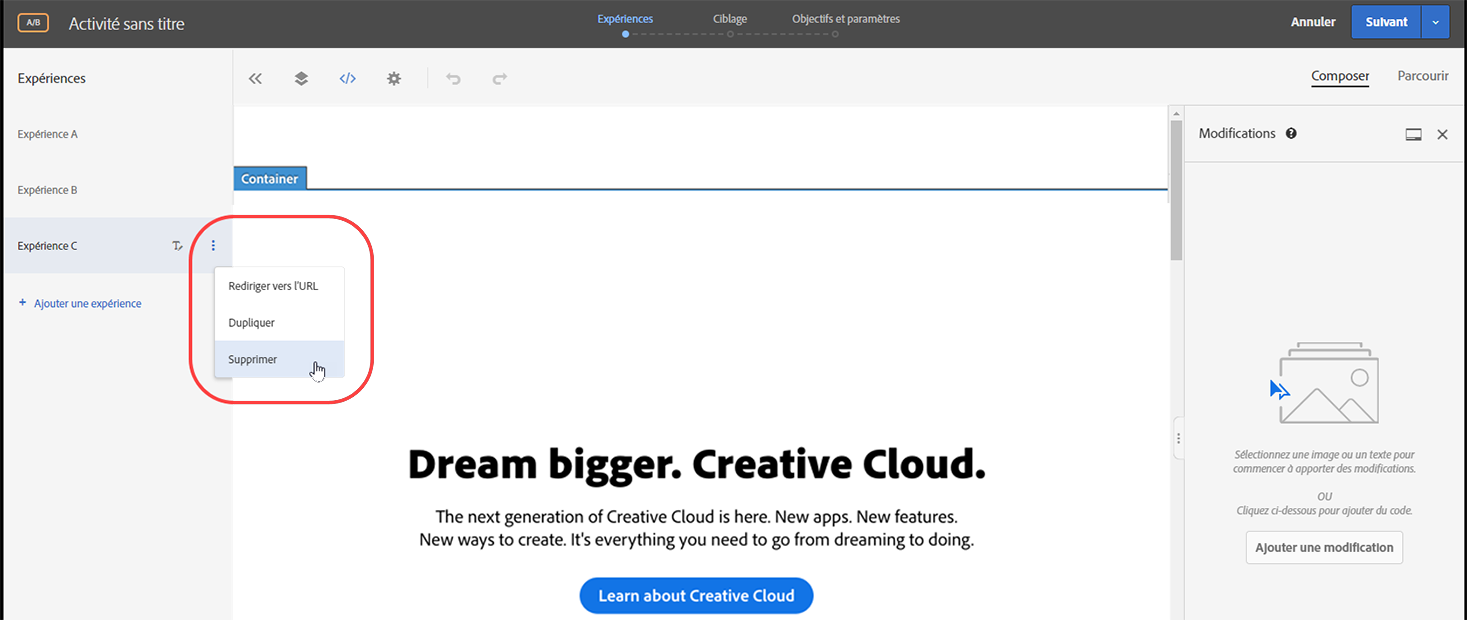 A/B
Activité sans titre
Expériences
Ciblage
Objectifs et paramètres
Annuler
Suivant
Expériences
Composer
Parcourir
Expérience A
Modifications
Container
Expérience B
Expérience C
Rediriger vers l'URL
Dupliquer
Supprimer
+ Ajouter une expérience
Dream bigger. Creative Cloud.
The next generation of Creative Cloud is here. New apps. New features.
New ways to create. It's everything you need to go from dreaming to doing.
Learn about Creative Cloud
Sélectionnez une image ou un texte pour
commencer à apporter des modifications.
OU
Cliquez ci-dessous pour ajouter du code.
Ajouter une modification